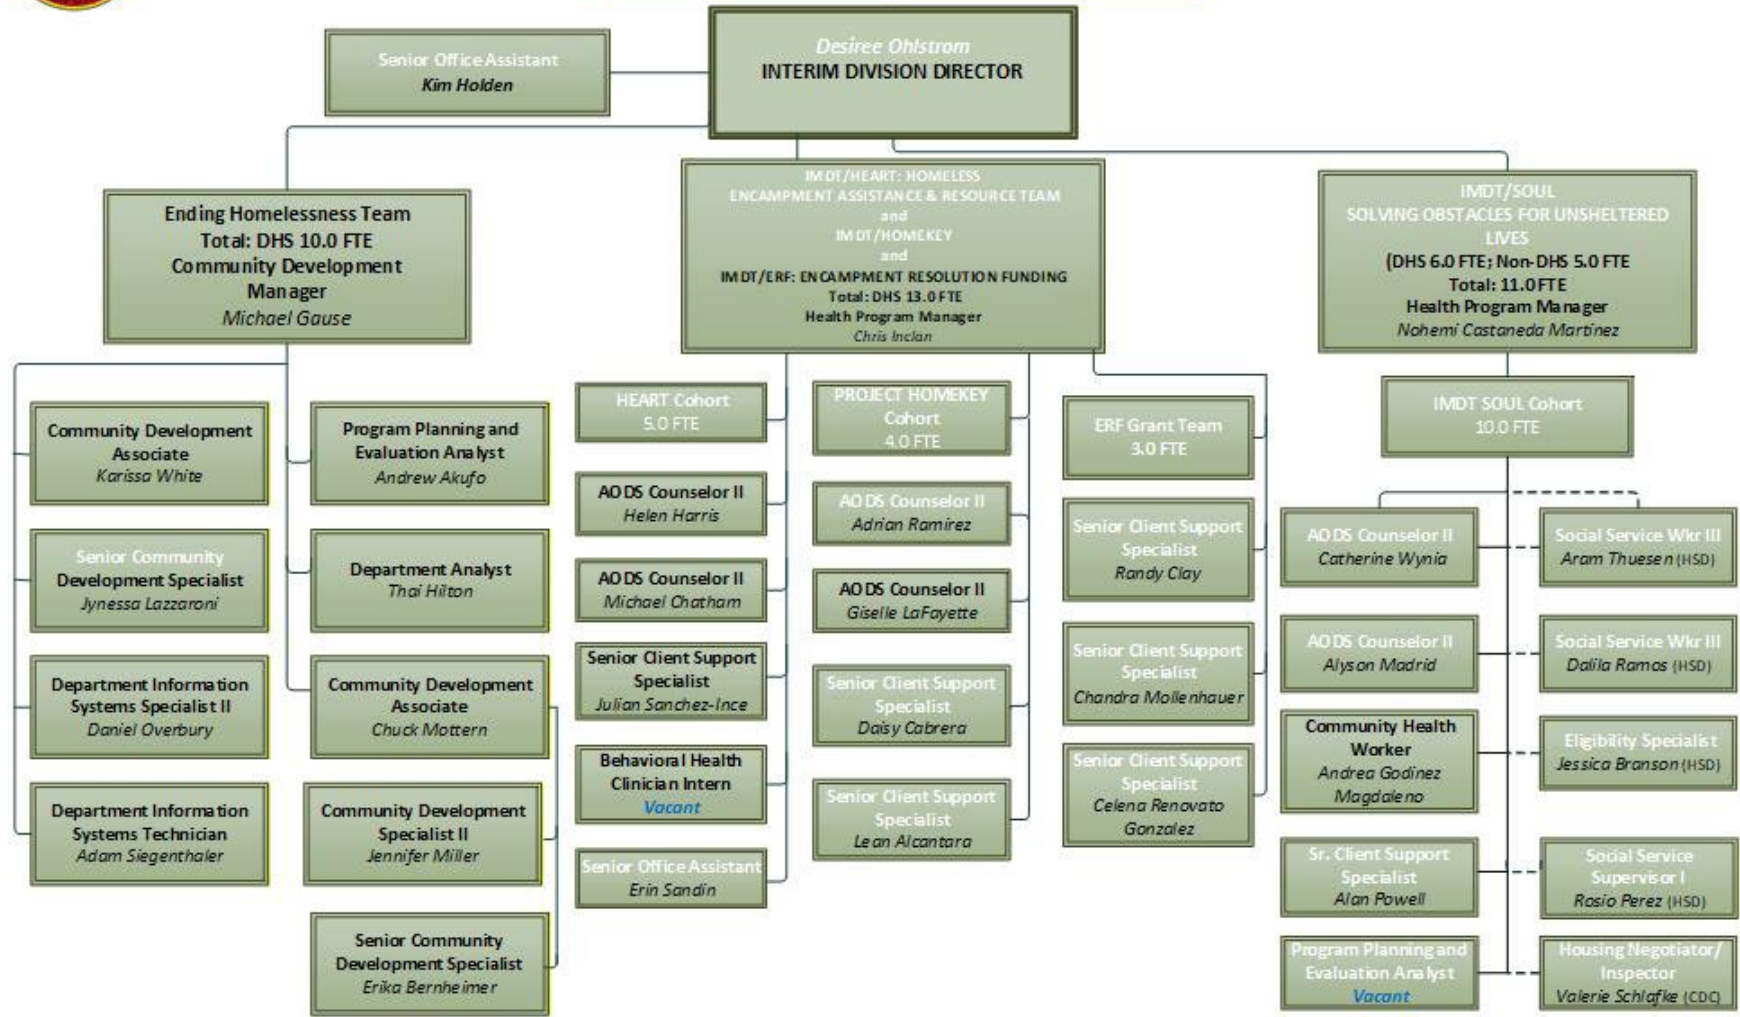 Desiree Ohlstrom
INTERIM DIVISION DIRECTOR
Senior Office Assistant
Kim Holden
Ending Homelessness Team
Total: DHS 10.0 FTE
Community Development
Manager
Michael Gause
IMDT/HEART: HOMELESS
ENCAMPMENT ASSISTANCE & RESOURCE TEAM
and
IMDT/HOMEKEY
and
IMDT/ERF: ENCAMPMENT RESOLUTION FUNDING
Total: DHS 13.0 FTE
Health Program Manager
Chris Inclan
IMDT/SOUL
SOLVING OBSTACLES FOR UNSHELTERED
LIVES
(DHS 6.0 FTE; Non-DHS 5.0 FTE
Total: 11.0 FTE
Health Program Manager
Nohemi Castaneda Martinez
Community Development
Associate
Karissa White
Senior Community
Development Specialist
Jynessa Lazzaroni
Department Information
Systems Specialist II
Daniel Overbury
Department Information
Systems Technician
Adam Siegenthaler
Program Planning and
Evaluation Analyst
Andrew Akufo
Department Analyst
Thai Hilton
Community Development
Associate
Chuck Mottern
Community Development
Specialist II
Jennifer Miller
Senior Community
Development Specialist
Erika Bernheimer
HEART Cohort
5.0 FTE
AODS Counselor II
Helen Harris
AODS Counselor II
Michael Chatham
Senior Client Support
Specialist
Julian Sanchez-Ince
Behavioral Health
Clinician Intern
Vacant
Senior Office Assistant
Erin Sandin
PROJECT HOMEKEY
Cohort
4.0 FTE
AODS Counselor II
Adrian Ramirez
AODS Counselor II
Giselle LaFayette
Senior Client Support
Specialist
Daisy Cabrera
Senior Client Support
Specialist
Lean Alcantara
ERF Grant Team
3.0 FTE
Senior Client Support
Specialist
Randy Clay
Senior Client Support
Specialist
Chandra Mollenhauer
Senior Client Support
Specialist
Celena Renovato
Gonzalez
IMDT SOUL Cohort
10.0 FTE
AODS Counselor II
Catherine Wynia
AODS Counselor II
Alyson Madrid
Community Health
Worker
Andrea Godinez
Magdaleno
Sr. Client Support
Specialist
Alan Powell
Program Planning and
Evaluation Analyst
Vacant
Social Service Wkr III
Aram Thuesen (HSD)
Social Service Wkr III
Dalila Ramos (HSD)
Eligibility Specialist
Jessica Branson (HSD)
Social Service
Supervisor I
Rosio Perez (HSD)
Housing Negotiator/
Inspector
Valerie Schlafke (CDC)